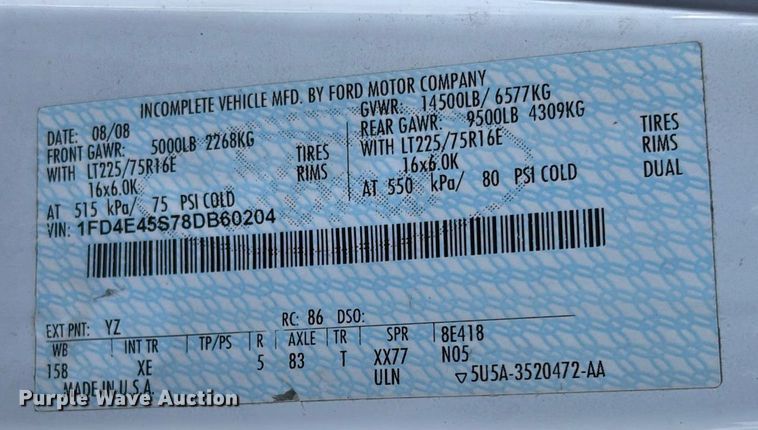 INCOMPLETE VEHICLE MFD. BY FORD MOTOR COMPANY
DATE: 08/08 GVWR: 14500LB/ 6577KG
FRONT GAWR: 5000LB 2268KG REAR GAWR: 9500LB 4309KG
WITH LT225/75R16E TIRES WITH LT225/75R16E TIRES
16x6.0K RIMS 16x6.0K RIMS
AT 515 kPa/ 75 PSI COLD AT 550 kPa/ 80 PSI COLD DUAL
VIN: 1FD4E45S78DB60204
EXT PNT: YZ RC: 86 DSO:
WB INT TR TP/PS R AXLE TR SPR 8E418
158 XE 5 83 T XX77 N05
MADE IN U.S.A. ULN ▽5U5A-3520472-AA
Purple Wave Auction
Purple Wave Auction